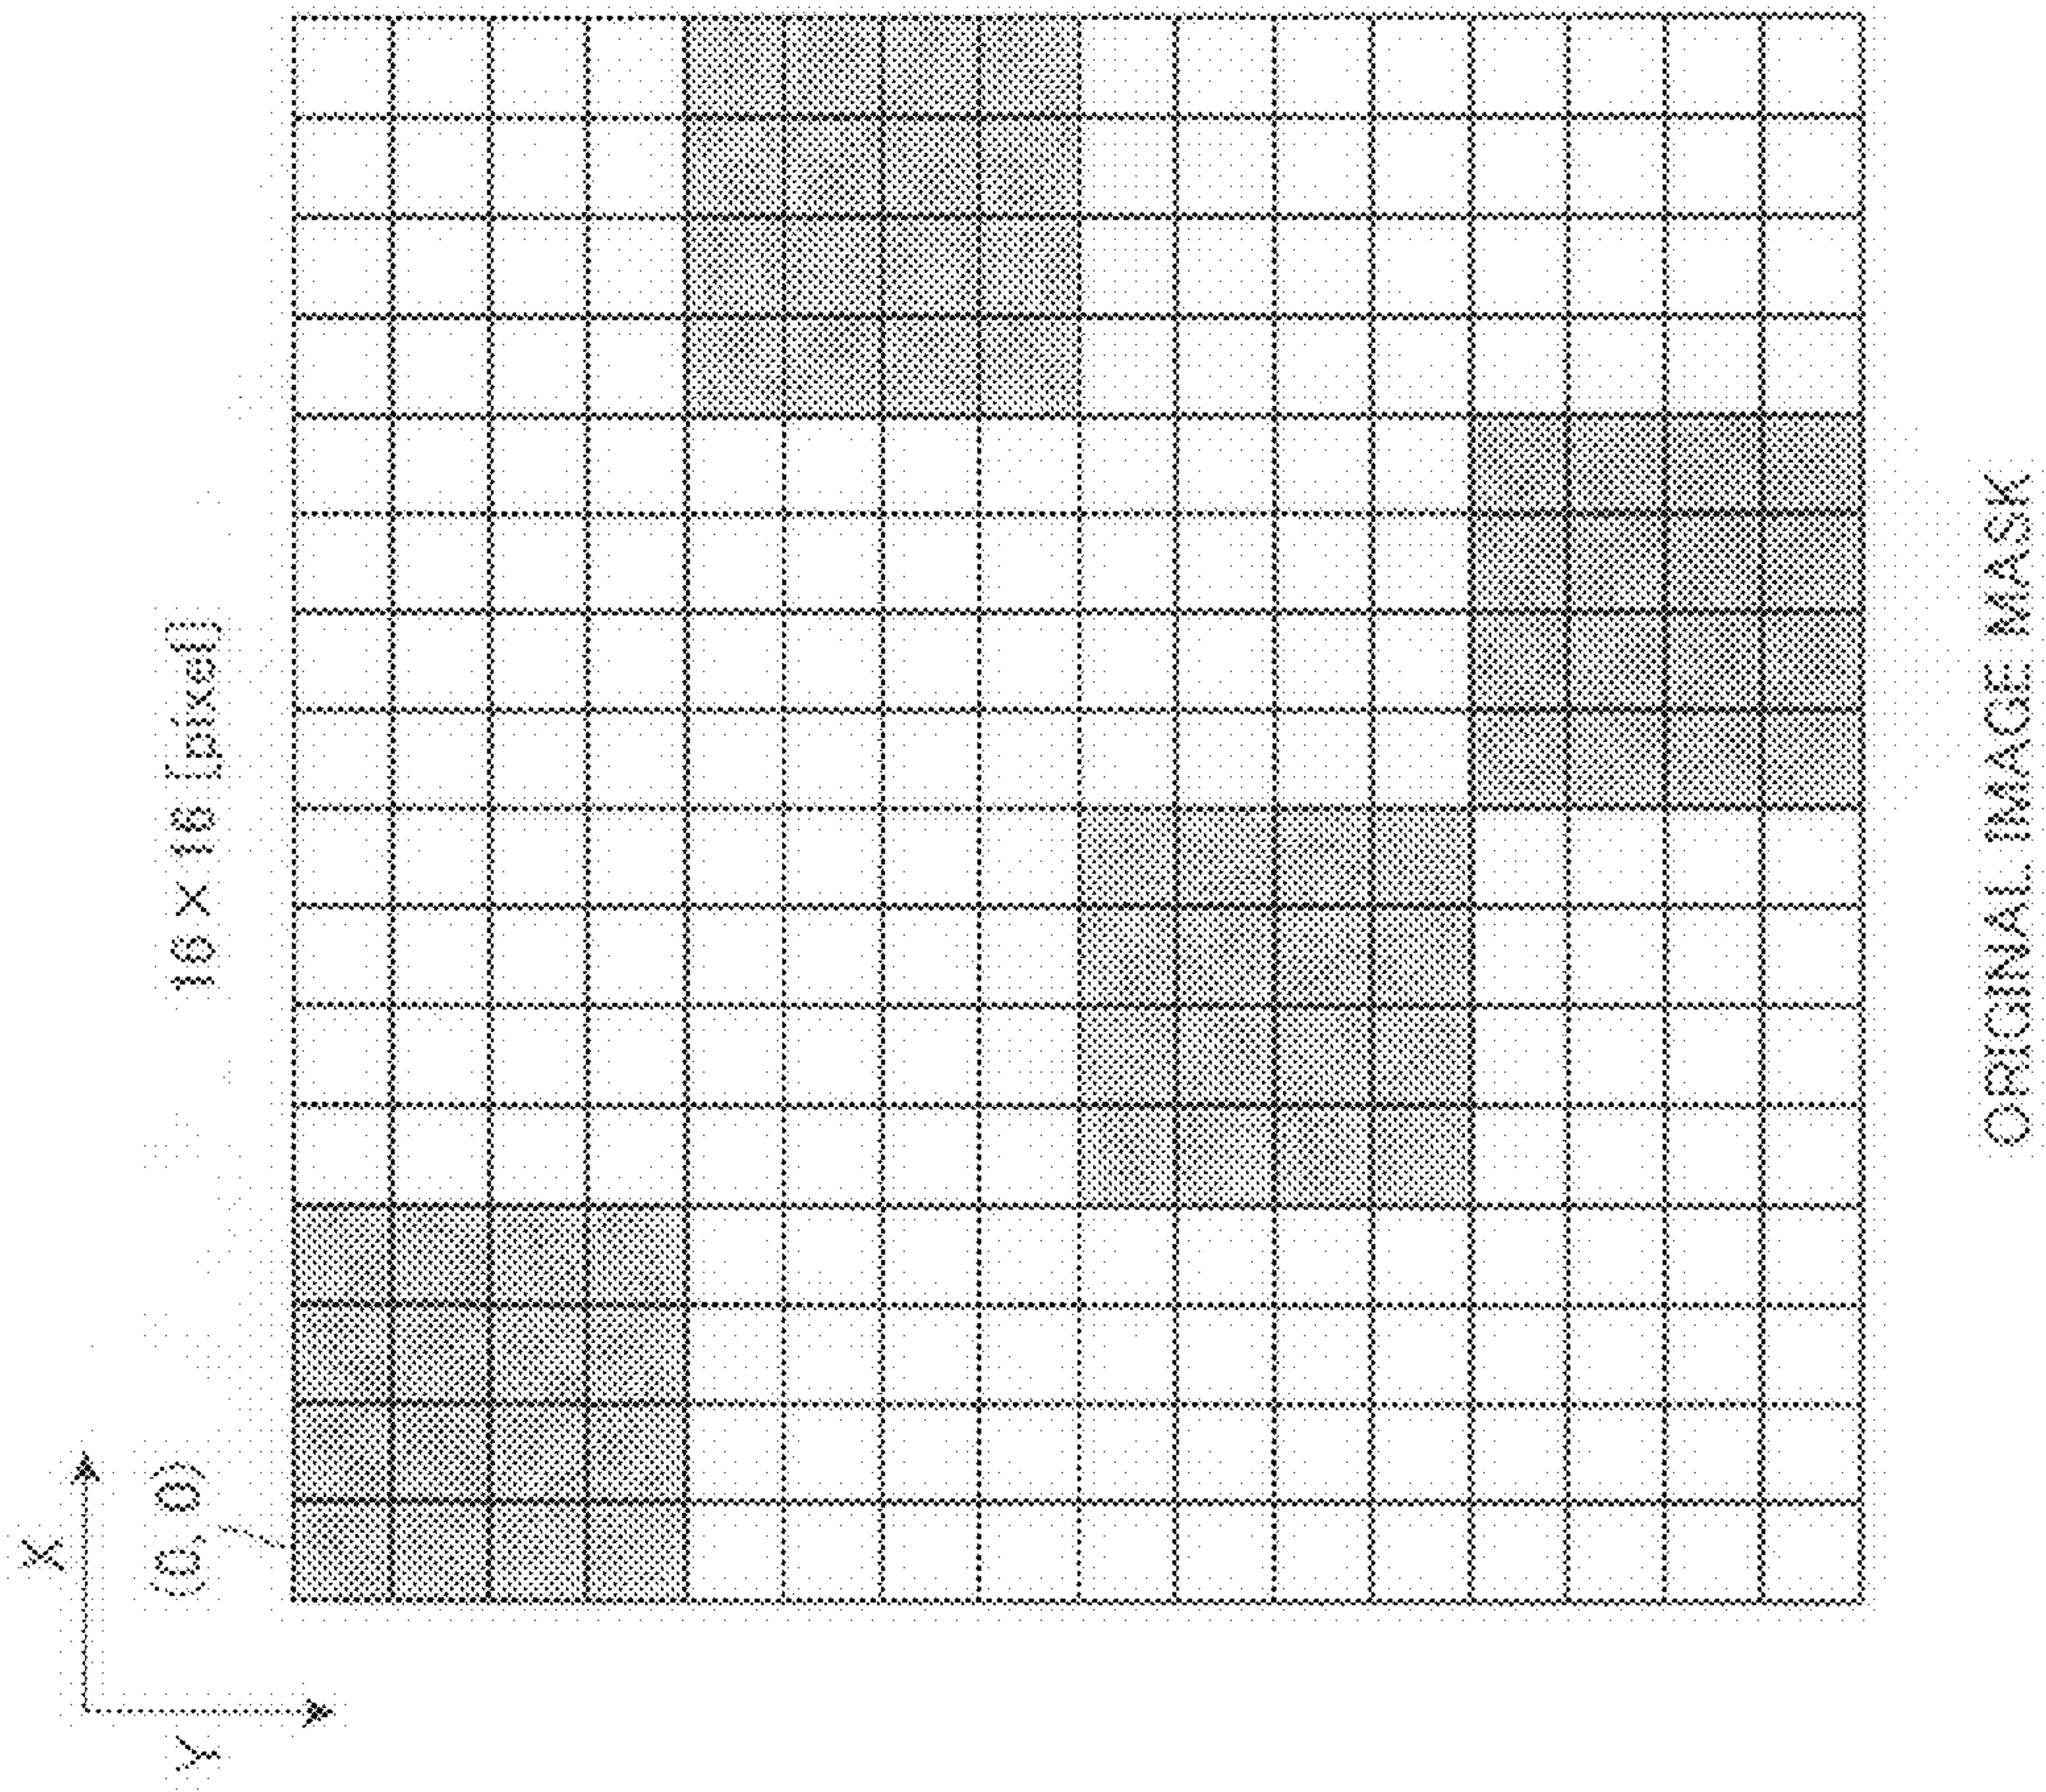 X
Y
(0, 0)
16 × 16 [pixel]
ORIGINAL IMAGE MASK